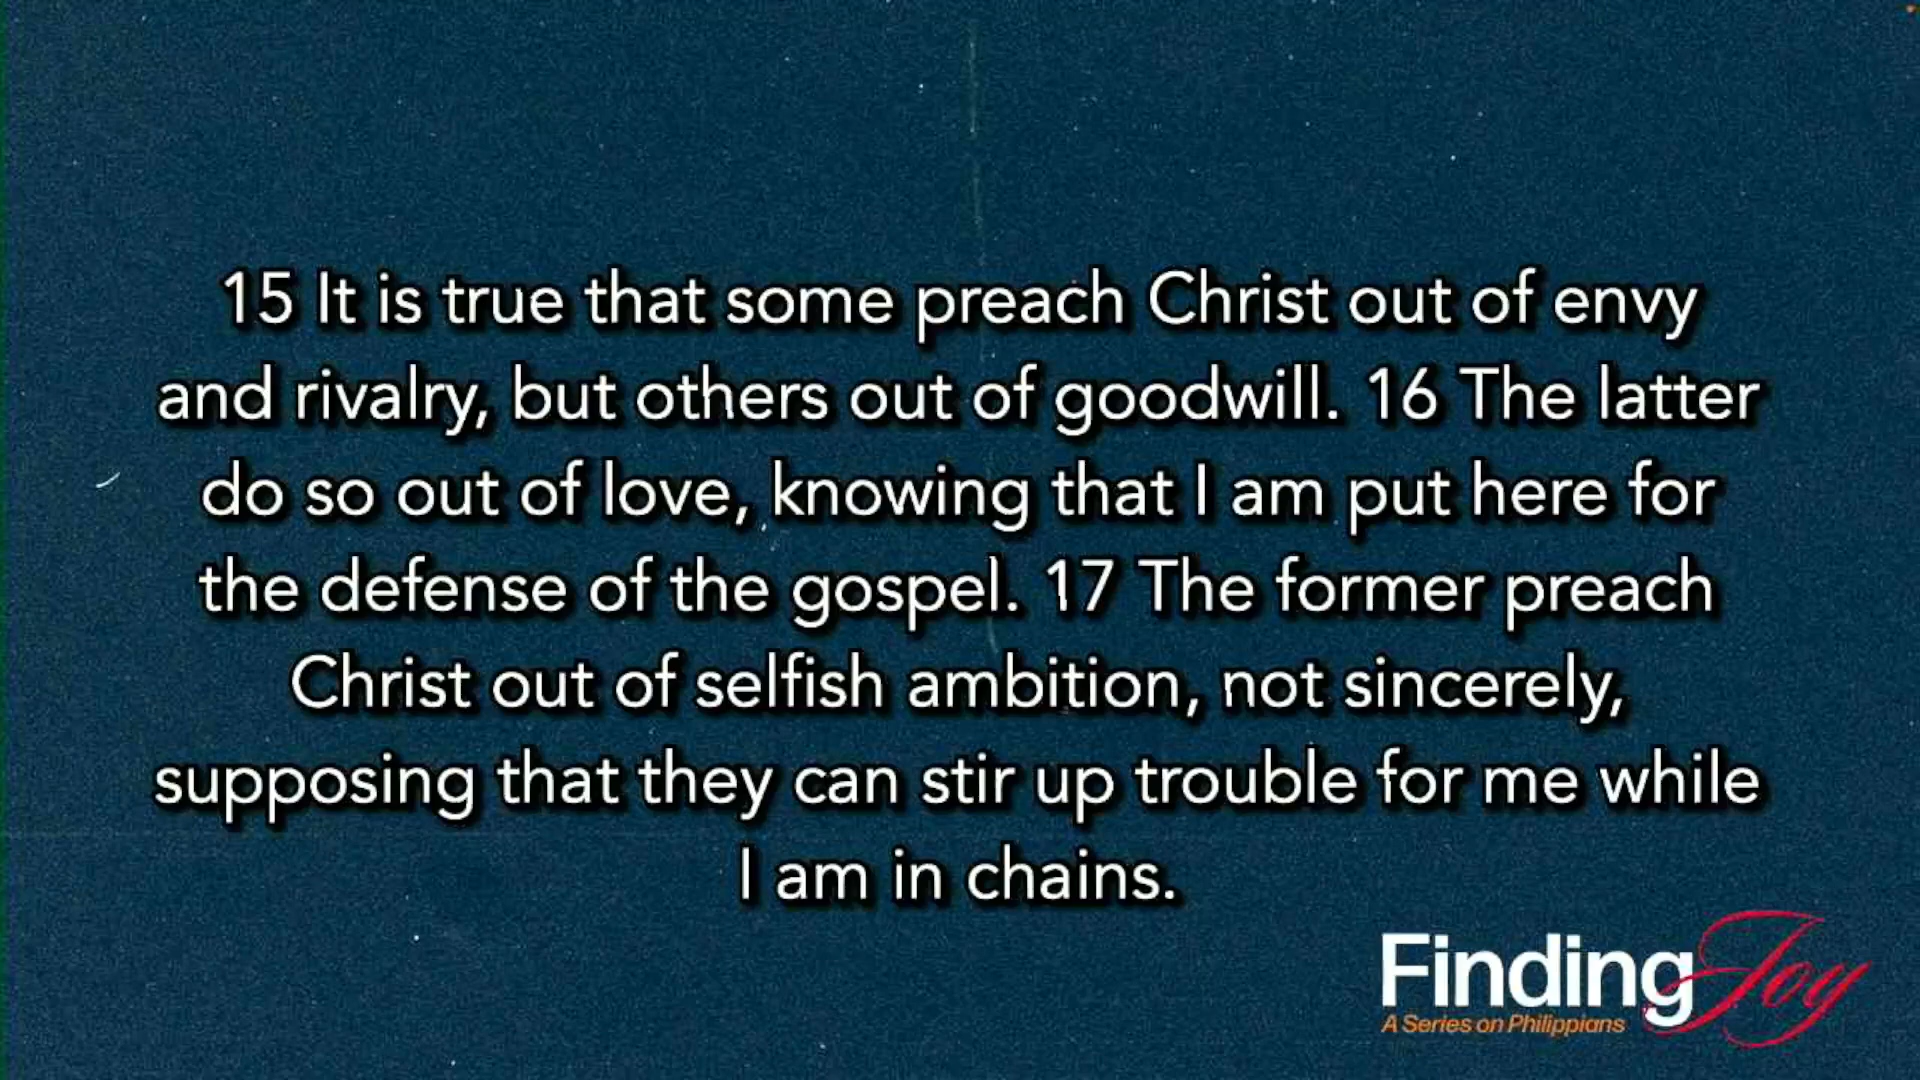 15 It is true that some preach Christ out of envy
and rivalry, but others out of goodwill. 16 The latter
do so out of love, knowing that I am put here for
the defense of the gospel. 17 The former preach
Christ out of selfish ambition, not sincerely,
supposing that they can stir up trouble for me while
I am in chains.
Finding Joy
A Series on Philippians